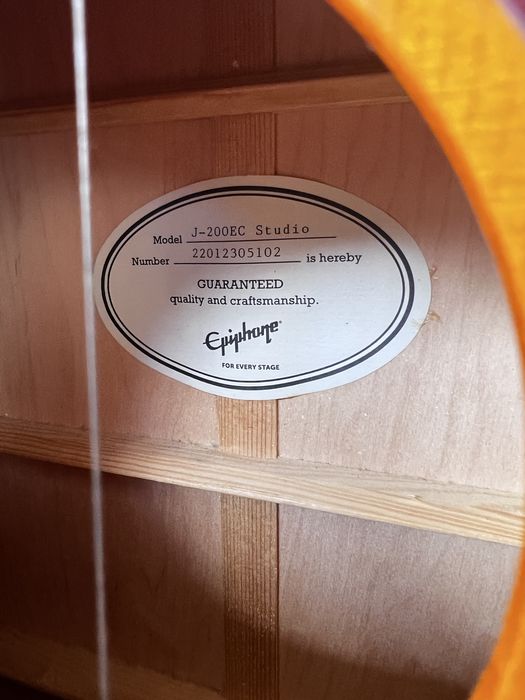 Model J-200EC Studio
Number 22012305102 is hereby
GUARANTEED
quality and craftsmanship.
Epiphone®
FOR EVERY STAGE